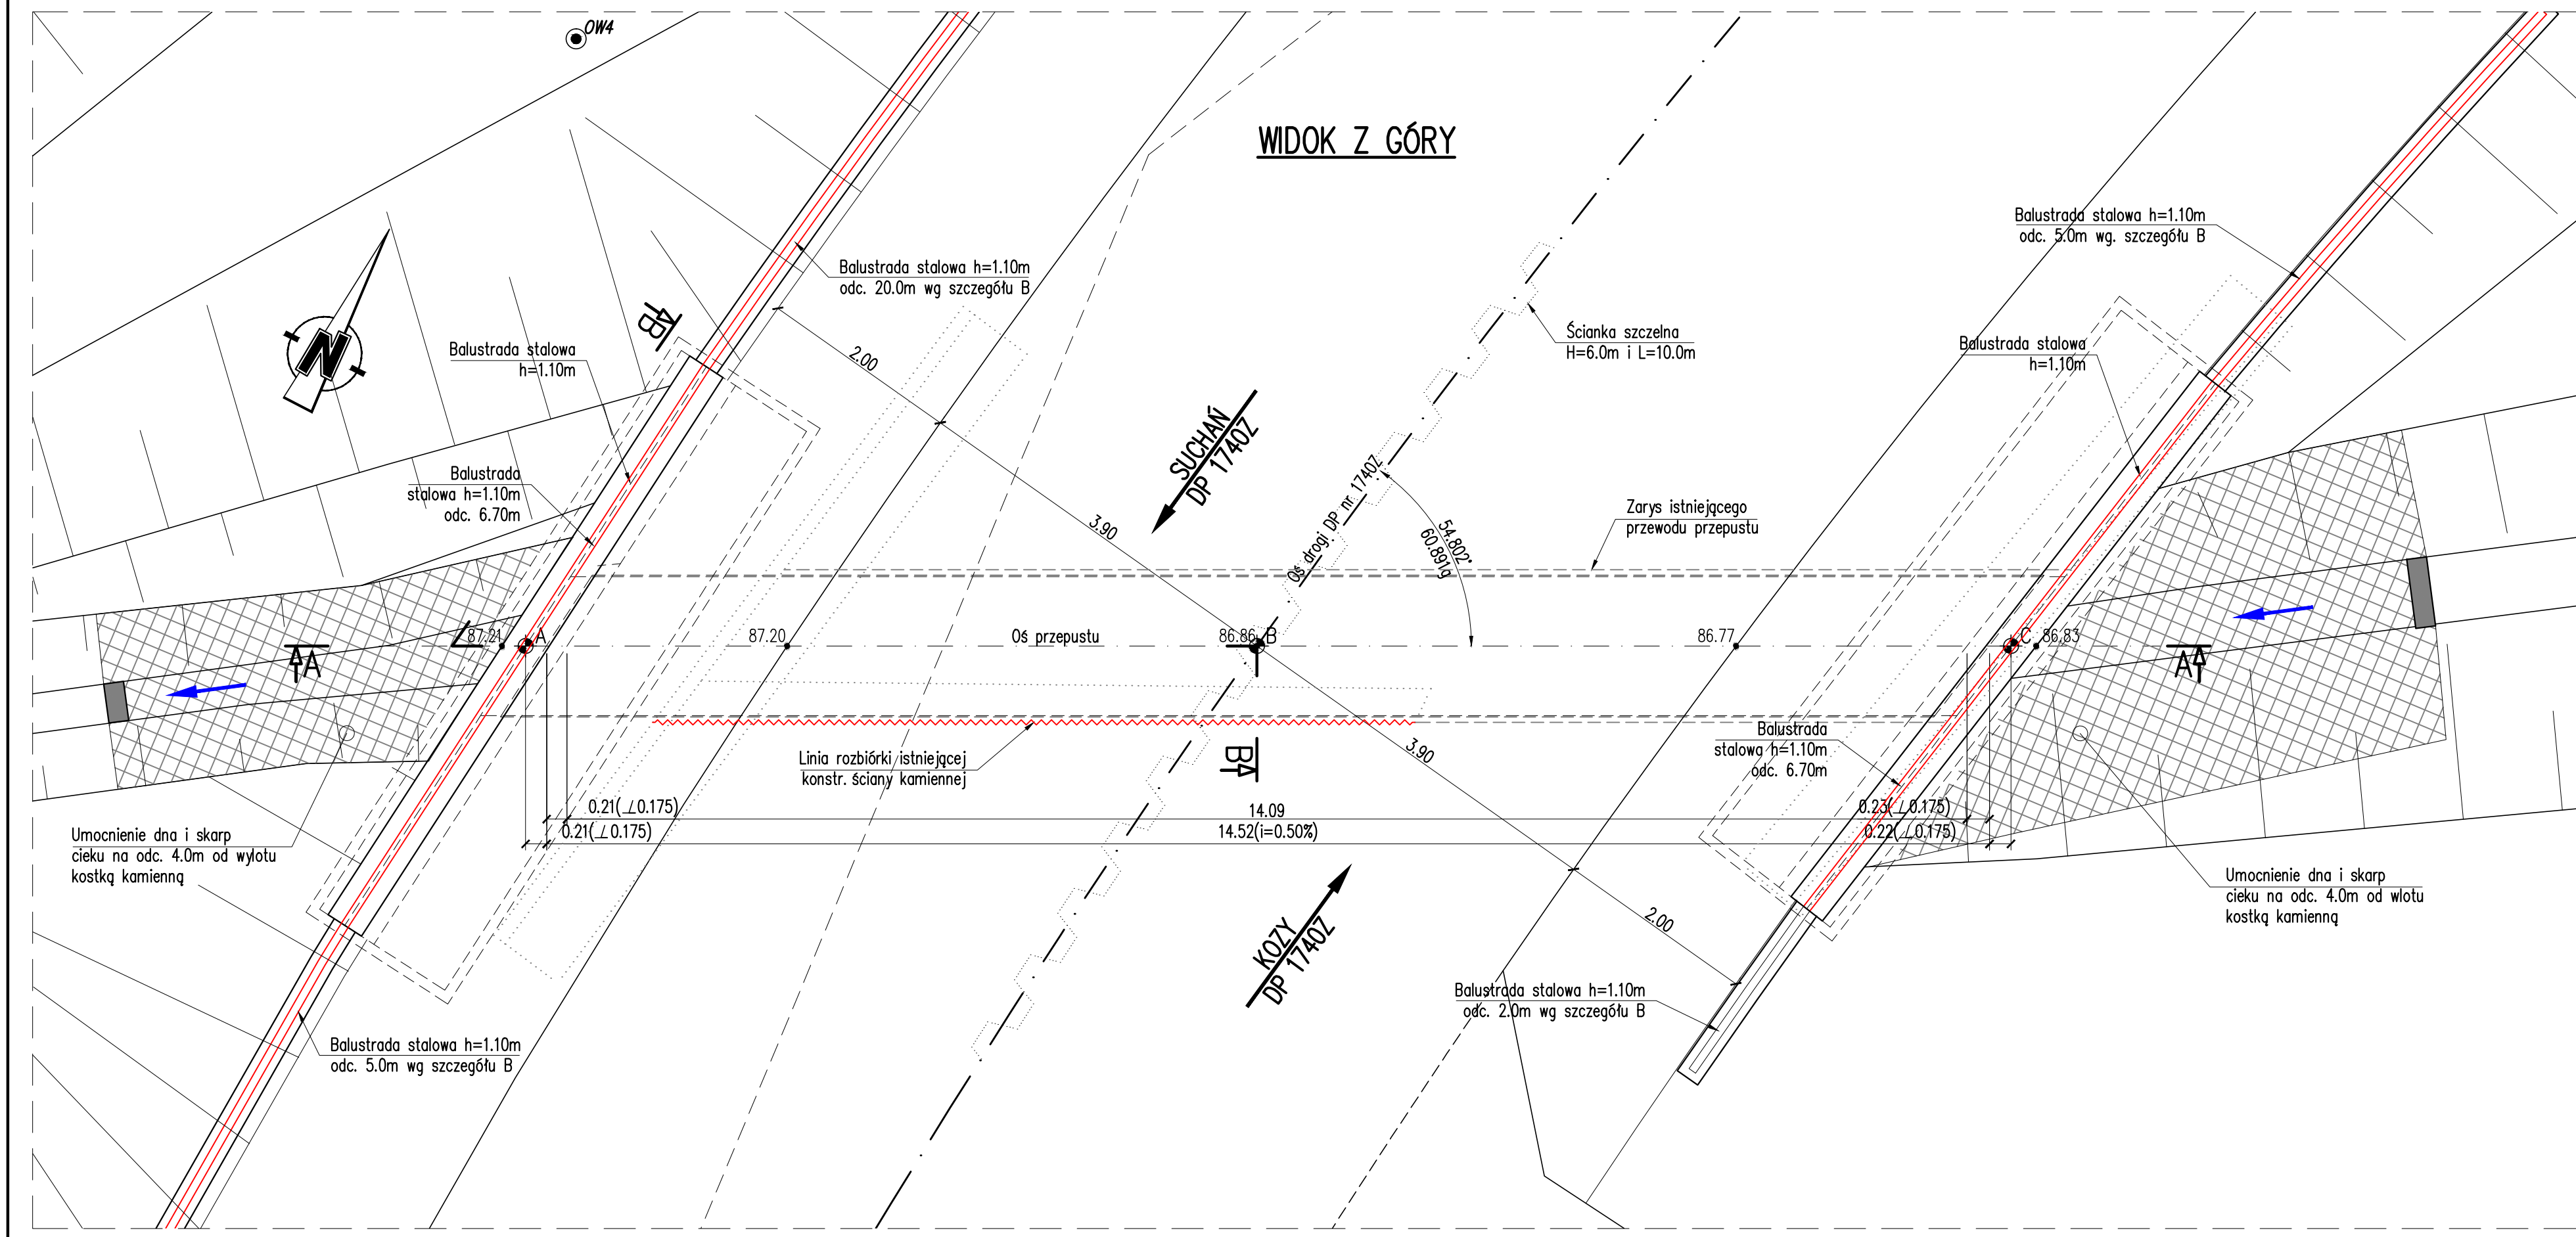 OW4
WIDOK Z GÓRY
Balustrada stalowa h=1.10m
odc. 5.0m wg. szczegółu B
Balustrada stalowa h=1.10m
odc. 20.0m wg szczegółu B
B
N
Balustrada stalowa
h=1.10m
2.00
Ścianka szczelna
H=6.0m i L=10.0m
Balustrada stalowa
h=1.10m
SUCHAŃ
DP 1740Z
Balustrada
stalowa h=1.10m
odc. 6.70m
3.90
Oś drogi DP nr 1740Z
54.802°
60.891g
Zarys istniejącego
przewodu przepustu
87.21
A
87.20
Oś przepustu
86.86
B
86.77
C
86.83
A
A
Linia rozbiórki istniejącej
konstr. ściany kamiennej
B
3.90
Balustrada
stalowa h=1.10m
odc. 6.70m
0.21(⊥0.175)
14.09
0.23(⊥0.175)
0.21(⊥0.175)
14.52(i=0.50%)
0.22(⊥0.175)
Umocnienie dna i skarp
cieku na odc. 4.0m od wylotu
kostką kamienną
Umocnienie dna i skarp
cieku na odc. 4.0m od wlotu
kostką kamienną
KOZY
DP 1740Z
2.00
Balustrada stalowa h=1.10m
odc. 2.0m wg szczegółu B
Balustrada stalowa h=1.10m
odc. 5.0m wg szczegółu B